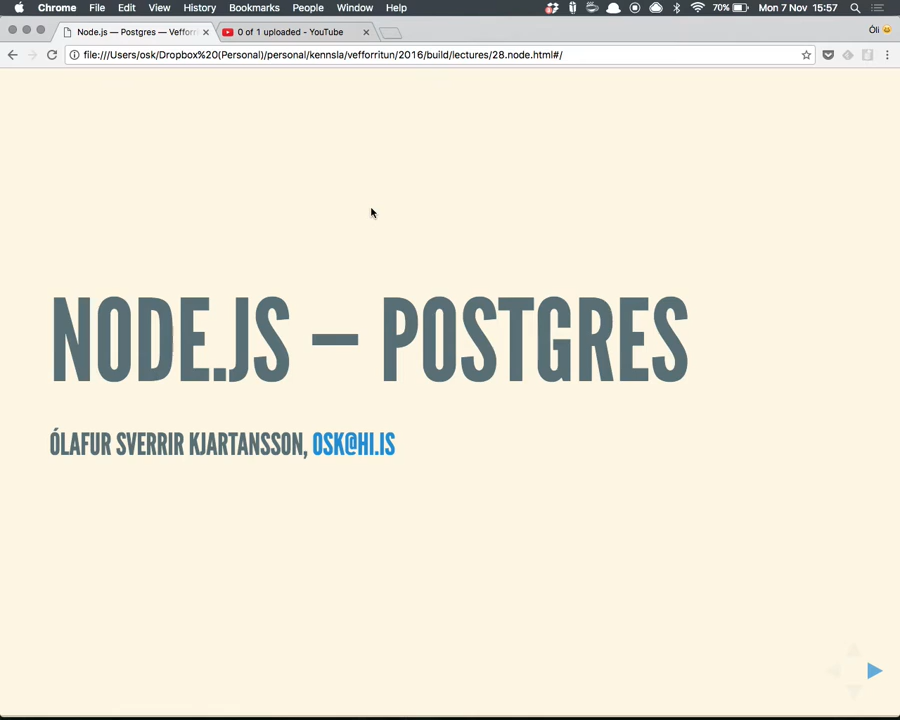 Chrome File Edit View History Bookmarks People Window Help 70% Mon 7 Nov 15:57
Node.js — Postgres — Vefforri 0 of 1 uploaded - YouTube Óli
file:///Users/osk/Dropbox%20(Personal)/personal/kennsla/vefforritun/2016/build/lectures/28.node.html#/
NODE.JS — POSTGRES
ÓLAFUR SVERRIR KJARTANSSON, OSK@HI.IS